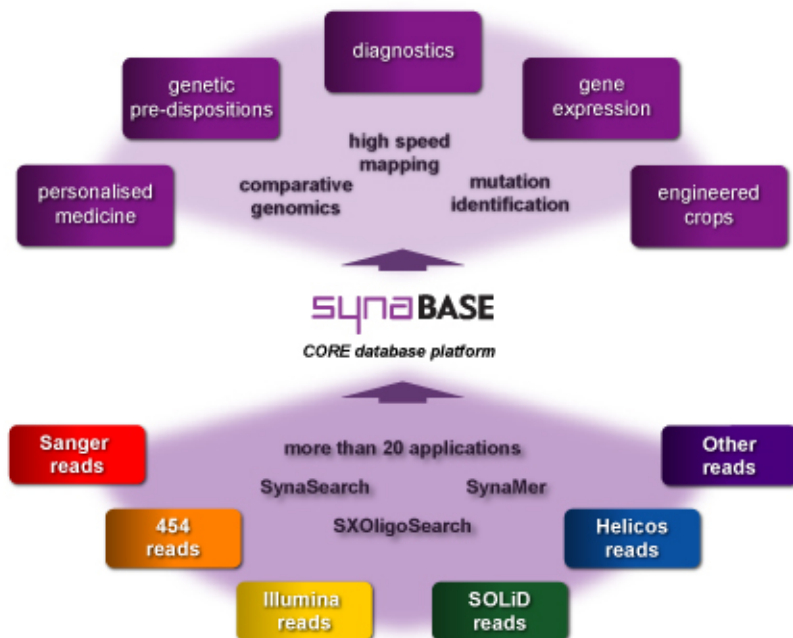 diagnostics
genetic
pre-dispositions
gene
expression
high speed
mapping
comparative
genomics
mutation
identification
personalised
medicine
engineered
crops
synaBASE
CORE database platform
Sanger
reads
more than 20 applications
Other
reads
SynaSearch
SynaMer
454
reads
SXOligoSearch
Helicos
reads
Illumina
reads
SOLiD
reads